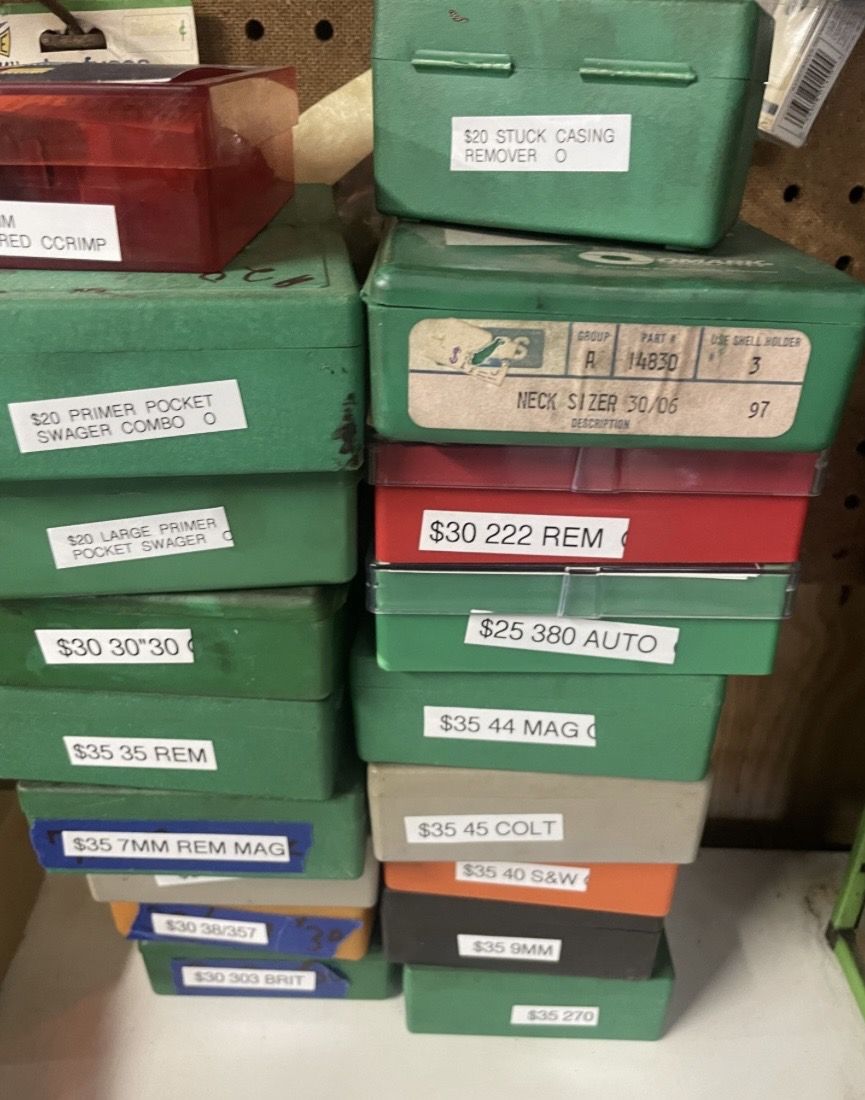 $20 STUCK CASING
REMOVER O
M
RED CCRIMP
GROUP
PART #
USE SHELL HOLDER
A
14830
3
NECK SIZER 30/06
97
DESCRIPTION
$20 PRIMER POCKET
SWAGER COMBO O
$20 LARGE PRIMER
POCKET SWAGER
$30 222 REM
$25 380 AUTO
$30 30"30
$35 44 MAG
$35 35 REM
$35 45 COLT
$35 7MM REM MAG
$35 40 S&W
$30 38/357
$35 9MM
$30 303 BRIT
$35 270